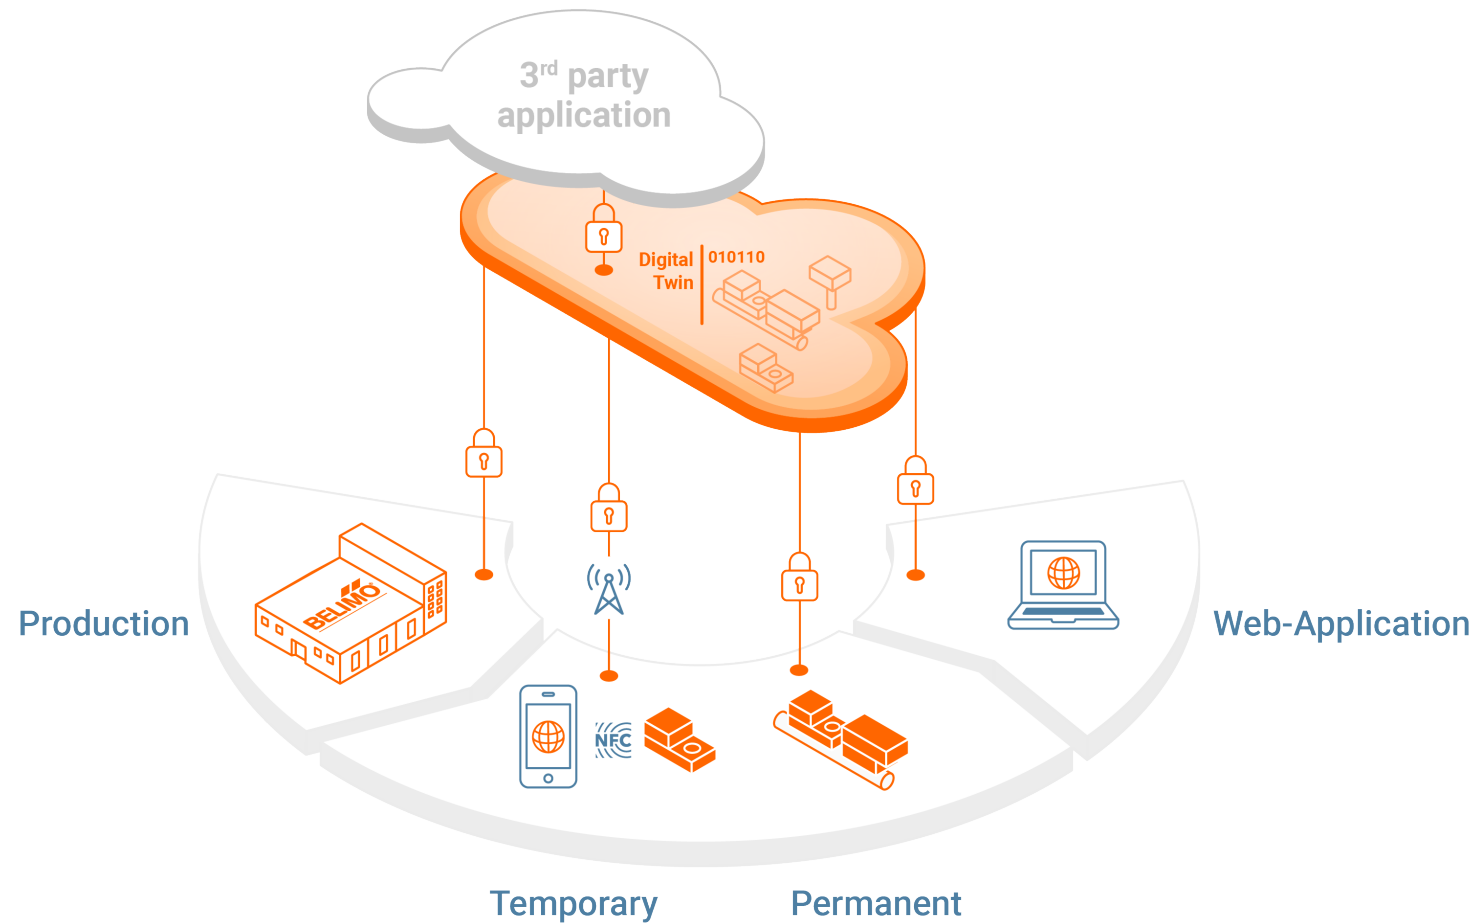 3rd party
application
Digital
Twin
010110
BELIMO®
Production
Web-Application
NFC
Temporary
Permanent